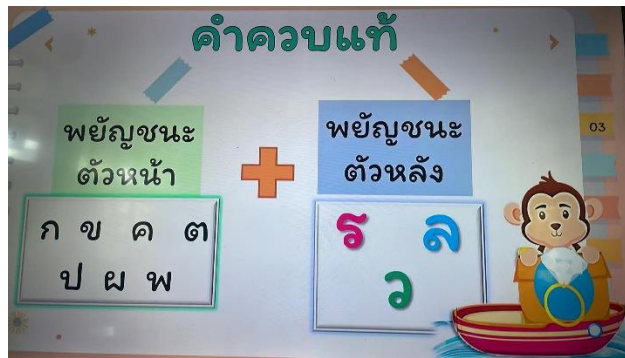 คำควบแท้
พยัญชนะ
ตัวหน้า
พยัญชนะ
ตัวหลัง
03
ก ข ค ต
ป ผ พ
ร ล
ว